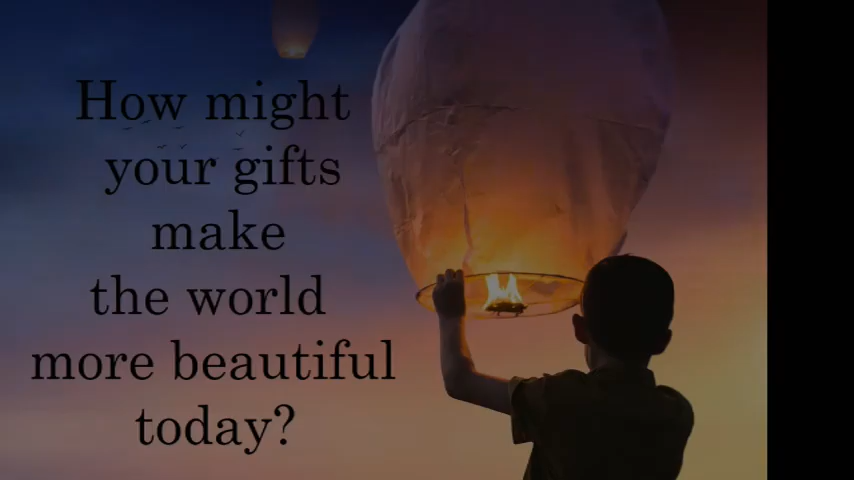 How might
your gifts
make
the world
more beautiful
today?